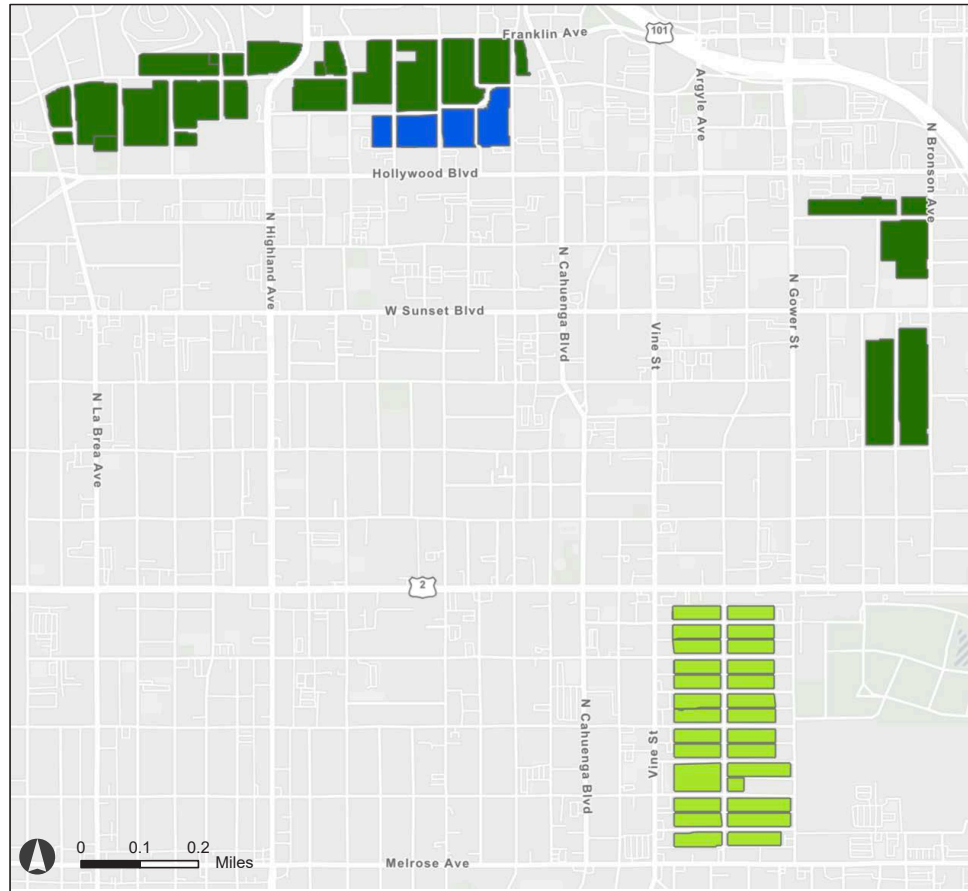 Franklin Ave
101
Argyle Ave
N Bronson Ave
Hollywood Blvd
N Highland Ave
N Cahuenga Blvd
N Gower St
W Sunset Blvd
Vine St
N La Brea Ave
2
N Cahuenga Blvd
Vine St
0 0.1 0.2
Miles
Melrose Ave